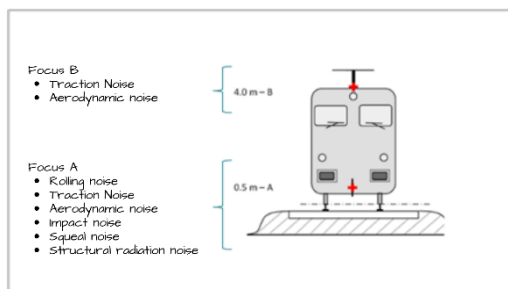 Focus B
• Traction Noise
• Aerodynamic noise
4.0 m – B
Focus A
• Rolling noise
• Traction Noise
• Aerodynamic noise
• Impact noise
• Squeal noise
• Structural radiation noise
0.5 m – A